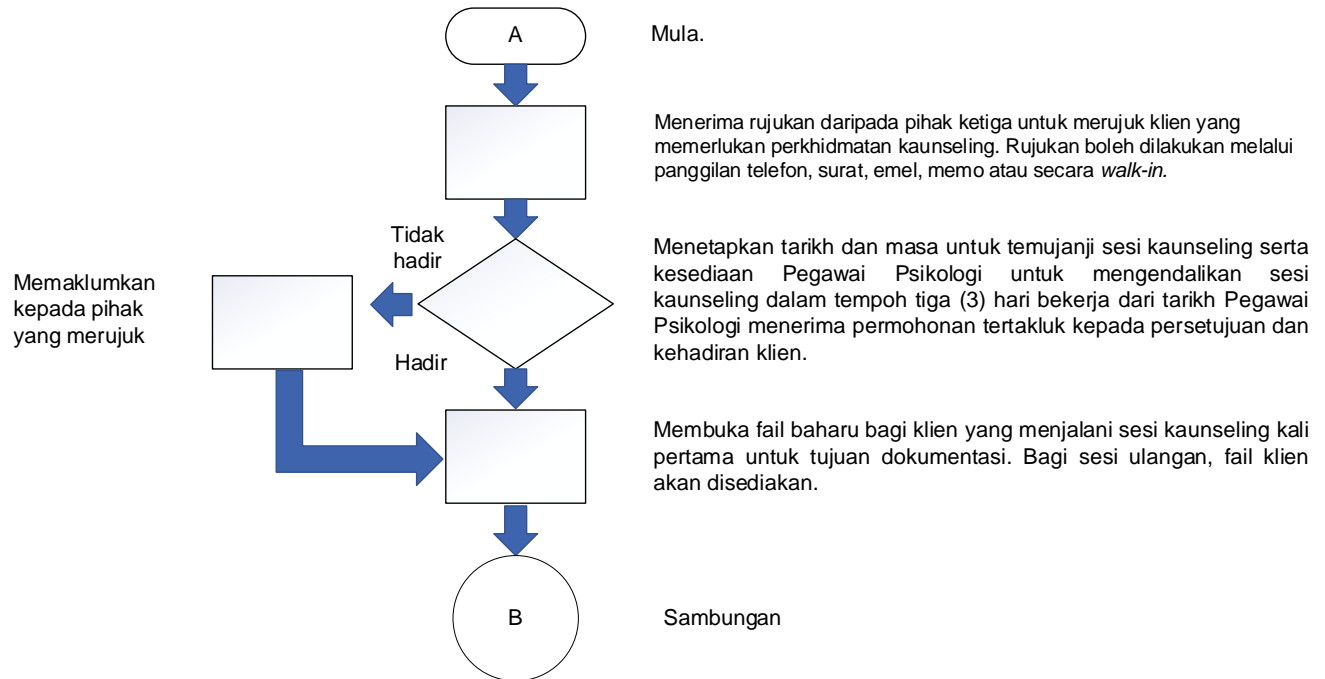 A
Mula.
Menerima rujukan daripada pihak ketiga untuk merujuk klien yang
memerlukan perkhidmatan kaunseling. Rujukan boleh dilakukan melalui
panggilan telefon, surat, emel, memo atau secara walk-in.
Tidak
hadir
Memaklumkan
kepada pihak
yang merujuk
Hadir
Menetapkan tarikh dan masa untuk temujanji sesi kaunseling serta
kesediaan Pegawai Psikologi untuk mengendalikan sesi
kaunseling dalam tempoh tiga (3) hari bekerja dari tarikh Pegawai
Psikologi menerima permohonan tertakluk kepada persetujuan dan
kehadiran klien.
Membuka fail baharu bagi klien yang menjalani sesi kaunseling kali
pertama untuk tujuan dokumentasi. Bagi sesi ulangan, fail klien
akan disediakan.
B
Sambungan